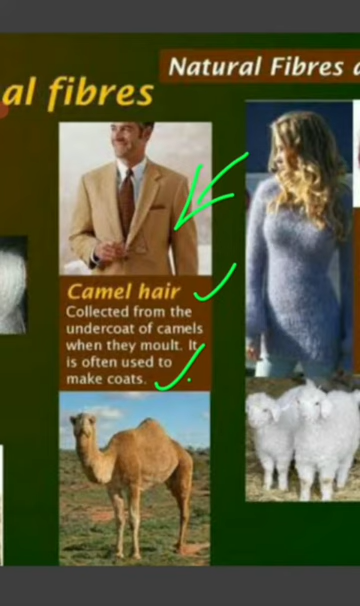 Natural Fibres
al fibres
Camel hair
Collected from the
undercoat of camels
when they moult. It
is often used to
make coats.